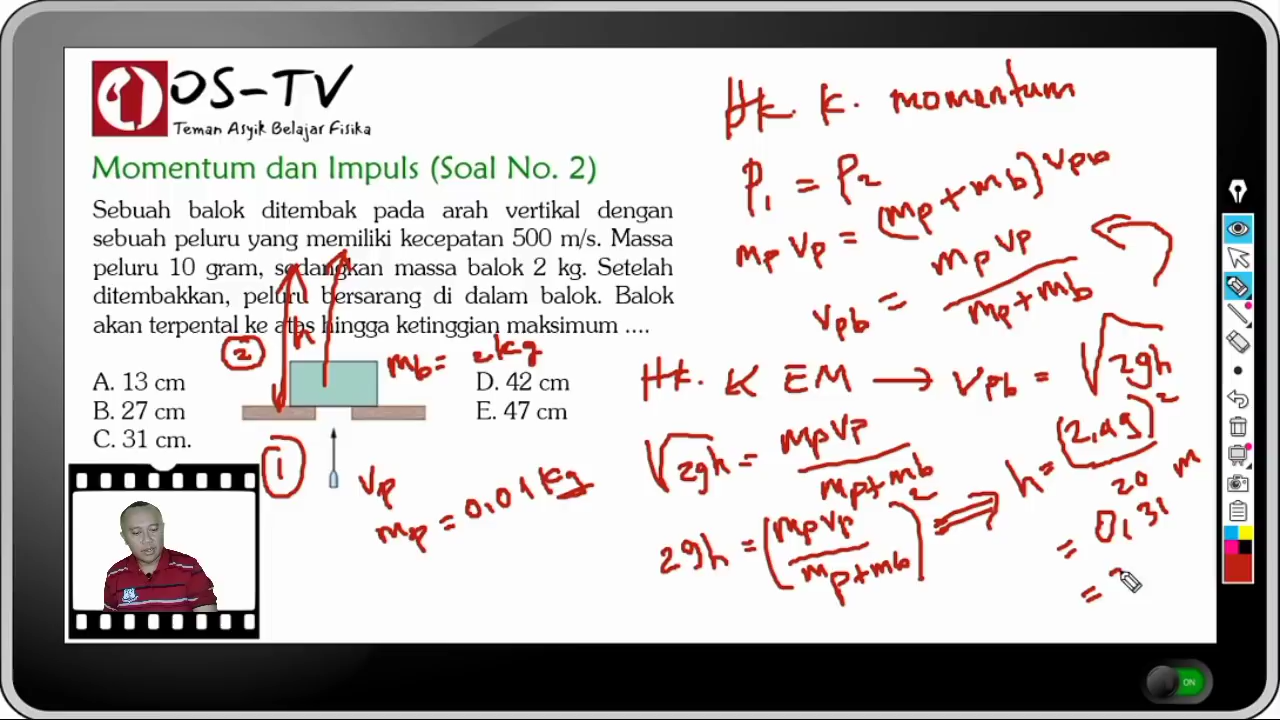 OS-TV
Teman Asyik Belajar Fisika
Momentum dan Impuls (Soal No. 2)
Sebuah balok ditembak pada arah vertikal dengan
sebuah peluru yang memiliki kecepatan 500 m/s. Massa
peluru 10 gram, sedangkan massa balok 2 kg. Setelah
ditembakkan, peluru bersarang di dalam balok. Balok
akan terpental ke atas hingga ketinggian maksimum ....
A. 13 cm
B. 27 cm
C. 31 cm.
D. 42 cm
E. 47 cm
h
2
mb = 2 kg
1
vp
mp = 0,01 kg
Hk. K. momentum
P1 = P2
mp vp = (mp + mb) vpb
vpb = mp vp / mp + mb
Hk. K EM → vpb = √2gh
√2gh = mp vp / mp + mb
2gh = (mp vp / mp + mb)²
h = (2,49)² / 20
= 0,31 m
=
ON